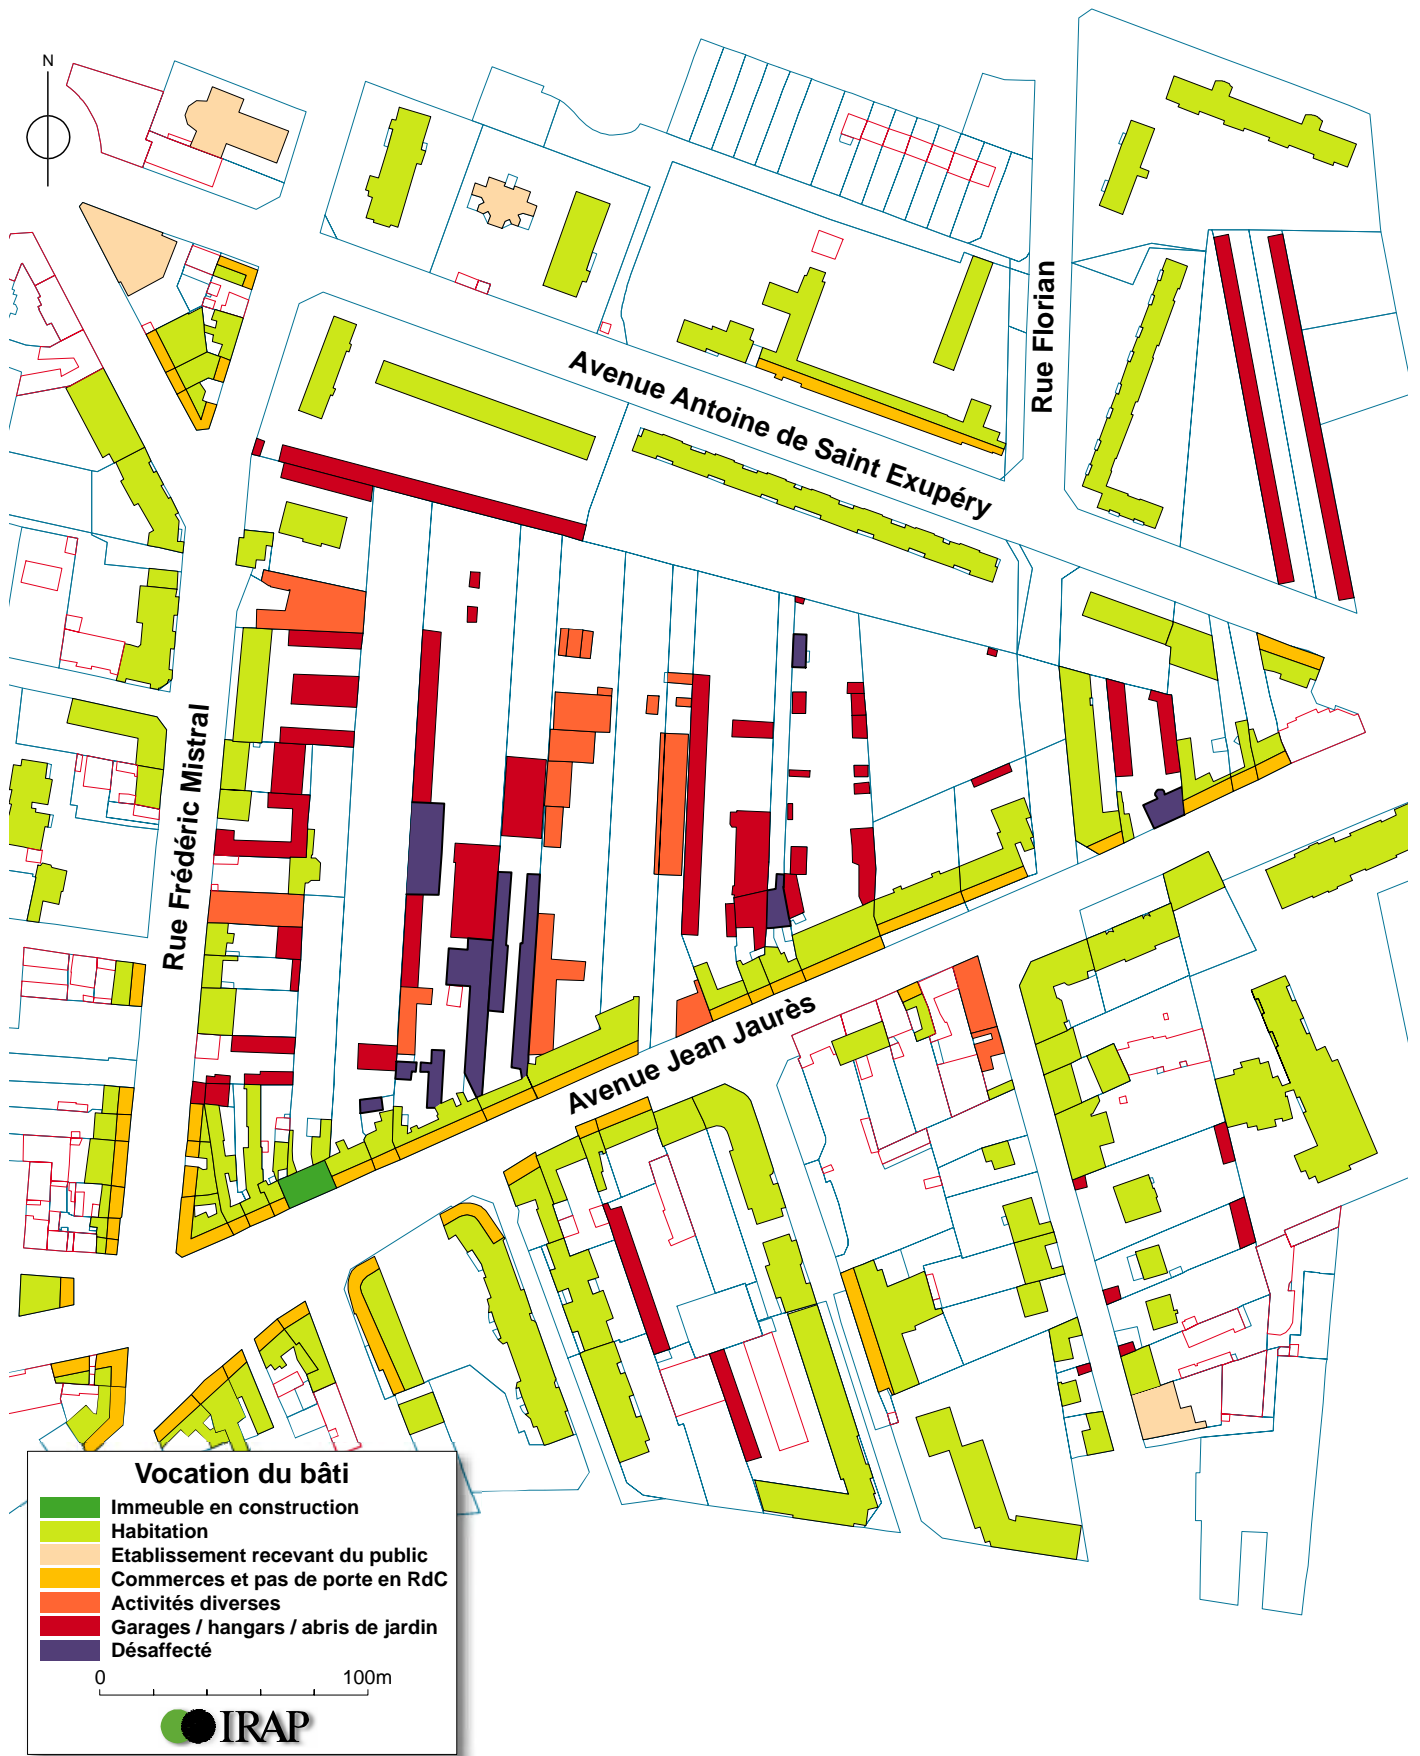 N
Rue Florian
Avenue Antoine de Saint Exupéry
Rue Frédéric Mistral
Avenue Jean Jaurès
Vocation du bâti
Immeuble en construction
Habitation
Etablissement recevant du public
Commerces et pas de porte en RdC
Activités diverses
Garages / hangars / abris de jardin
Désaffecté
0 100m
IRAP